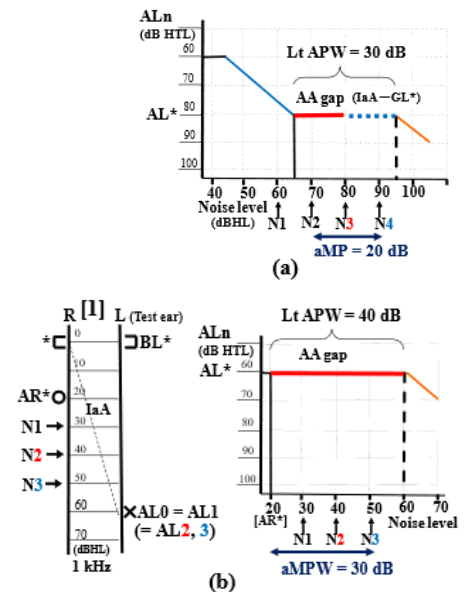 ALn
(dB HTL)
Lt APW = 30 dB
60
60
AA gap (IaA—GL*)
70
AL* 80
90
100
40 50 60 70 80 90 100
Noise level
(dBHL)
N1 N2 N3 N4
aMP = 20 dB
(a)
R [1] L (Test ear)
* 0 BL*
10
AR* 20
IaA
N1 30
N2 40
N3 50
60 AL0 = AL1
(= AL2, 3)
70
(dBHL)
1 kHz
Lt APW = 40 dB
ALn
(dB HTL)
AA gap
AL* 60
60
70
80
90
100
20 30 40 50 60 70
[AR*] Noise level
N1 N2 N3
aMPW = 30 dB
(b)